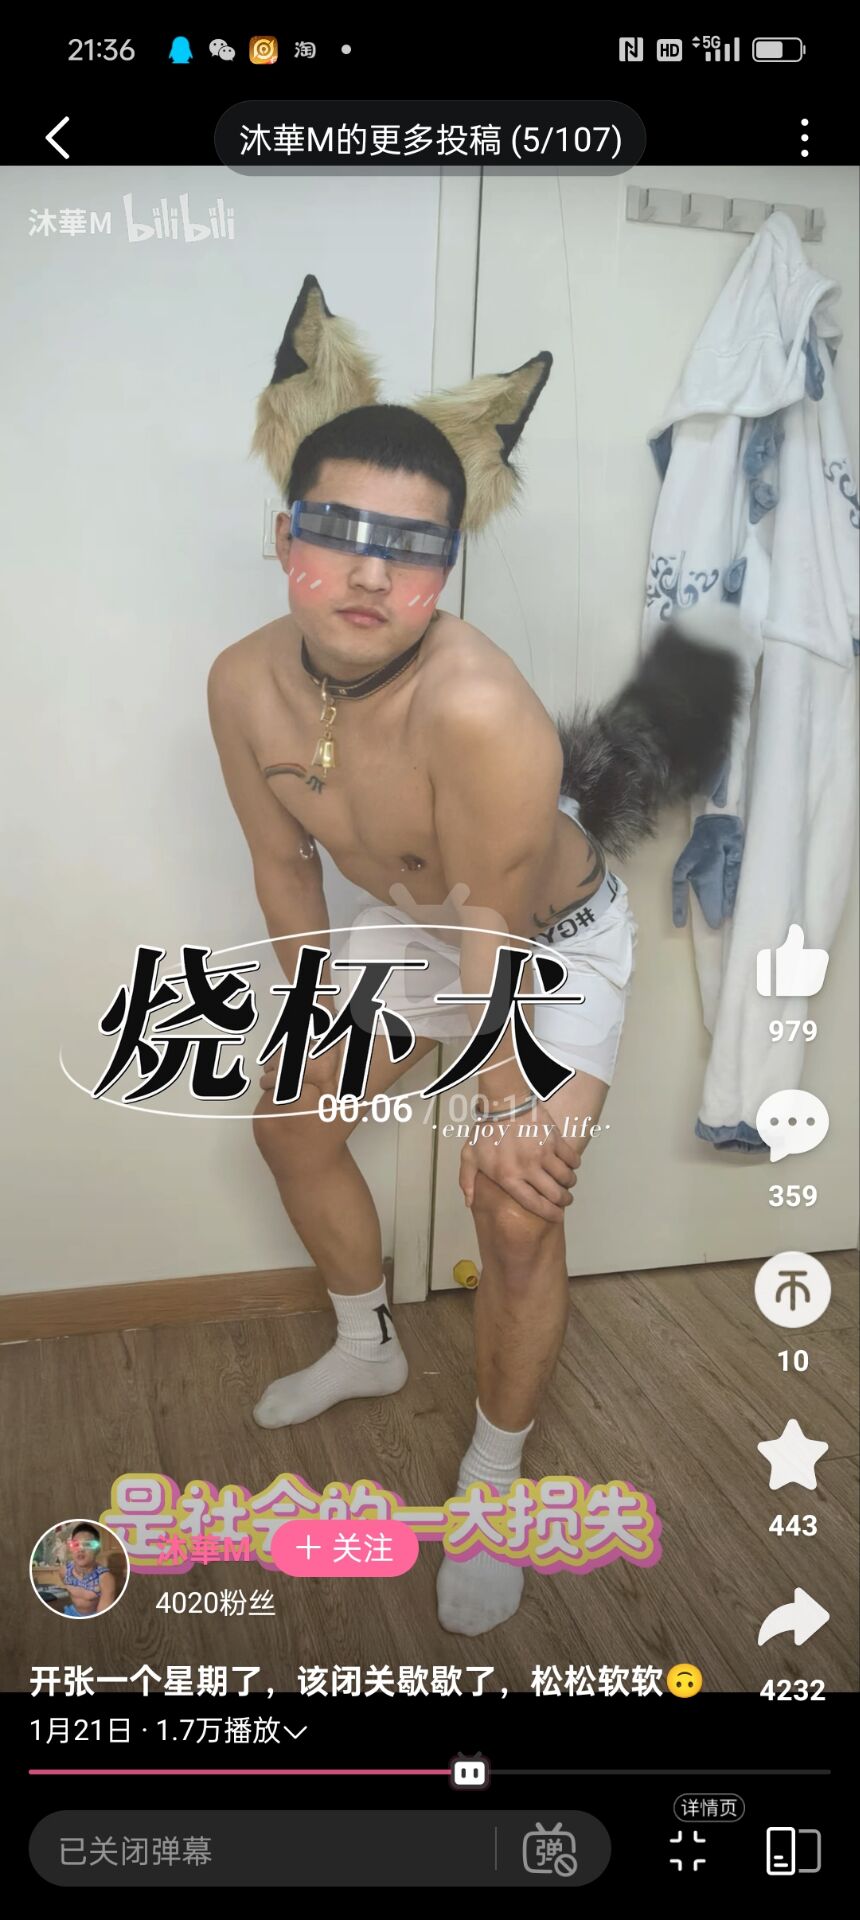 21:36
淘
HD
5G
沐華M的更多投稿 (5/107)
沐華M bilibili
烧杯犬
00:06 / 00:11
·enjoy my life·
979
359
10
443
4232
是社会的一大损失
沐華M
+ 关注
4020粉丝
开张一个星期了，该闭关歇歇了，松松软软🙃
1月21日 · 1.7万播放
详情页
已关闭弹幕
弹